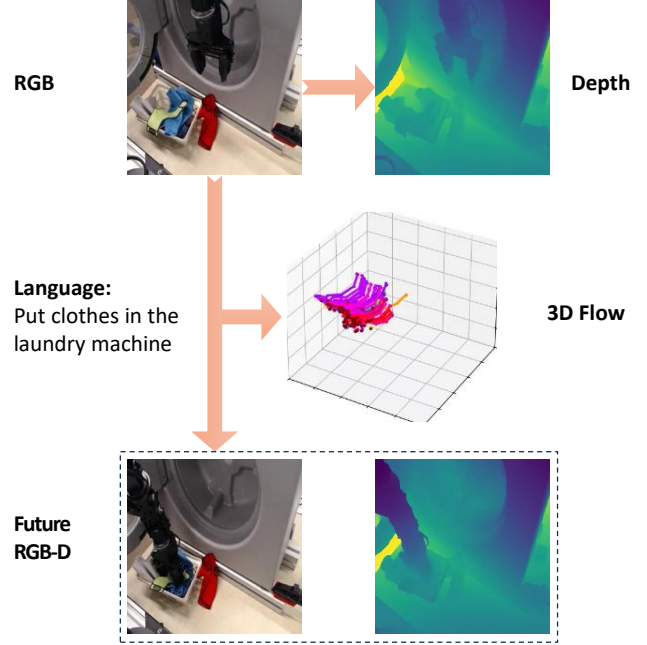 RGB
Depth
Language:
Put clothes in the
laundry machine
3D Flow
Future
RGB-D